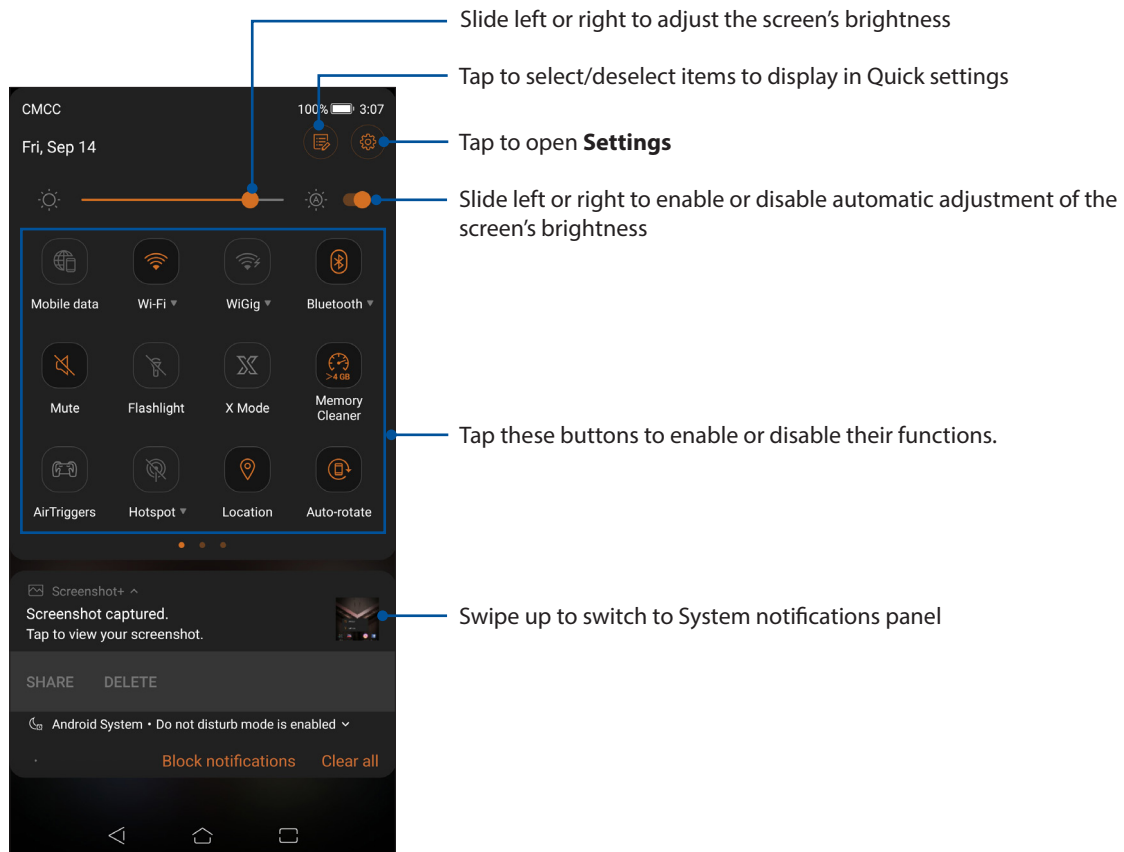 Slide left or right to adjust the screen's brightness
Tap to select/deselect items to display in Quick settings
CMCC 100% 3:07
Fri, Sep 14
Tap to open Settings
A
Slide left or right to enable or disable automatic adjustment of the
screen's brightness
Mobile data Wi-Fi WiGig Bluetooth
>4 GB
Mute Flashlight X Mode Memory
Cleaner
Tap these buttons to enable or disable their functions.
AirTriggers Hotspot Location Auto-rotate
Screenshot+
Screenshot captured.
Tap to view your screenshot.
Swipe up to switch to System notifications panel
SHARE DELETE
Android System • Do not disturb mode is enabled
Block notifications Clear all